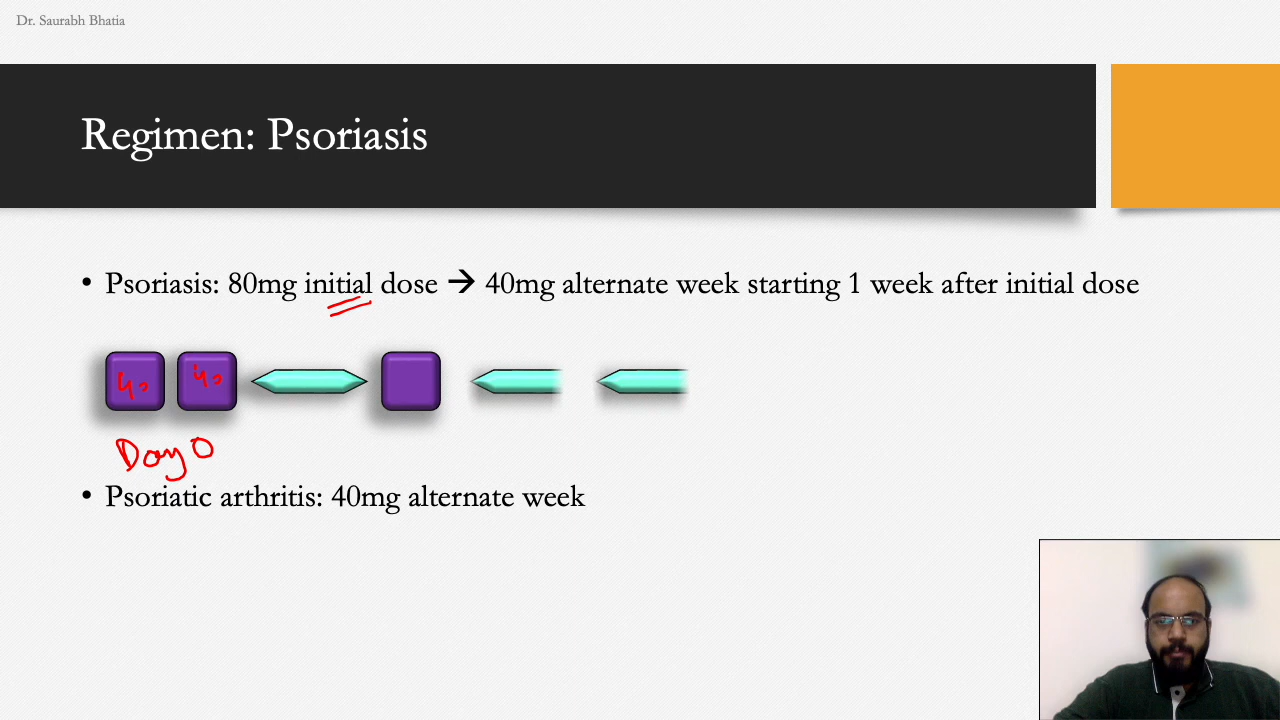 Dr. Saurabh Bhatia
Regimen: Psoriasis
• Psoriasis: 80mg initial dose → 40mg alternate week starting 1 week after initial dose
40 40
Day 0
• Psoriatic arthritis: 40mg alternate week